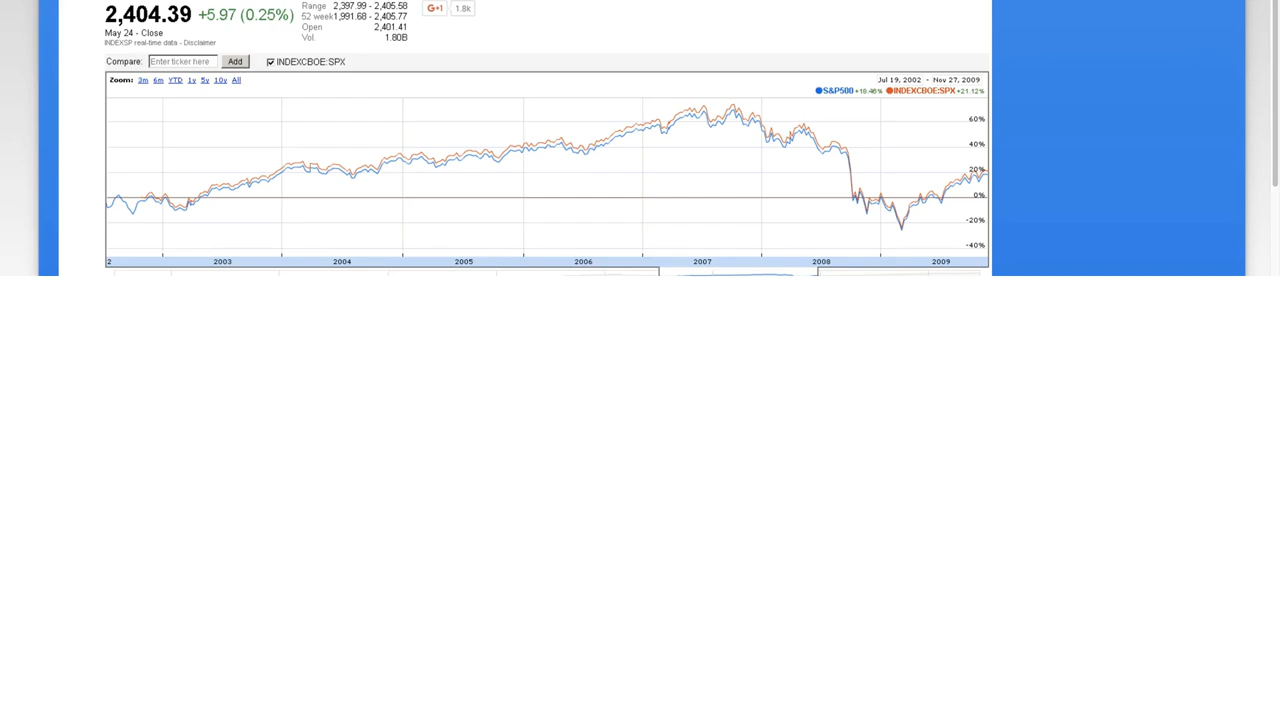 2,404.39 +5.97 (0.25%)
May 24 - Close
INDEXSP real-time data - Disclaimer
Range 2,397.99 - 2,405.58
52 week 1,991.68 - 2,405.77
Open 2,401.41
Vol. 1.80B
G+1 1.8k
Compare: Enter ticker here Add INDEXCBOE:SPX
Zoom: 3m 6m YTD 1y 5y 10y All Jul 19, 2002 - Nov 27, 2009
S&P500 +18.46% INDEXCBOE:SPX +21.12%
60%
40%
20%
0%
-20%
-40%
2 2003 2004 2005 2006 2007 2008 2009